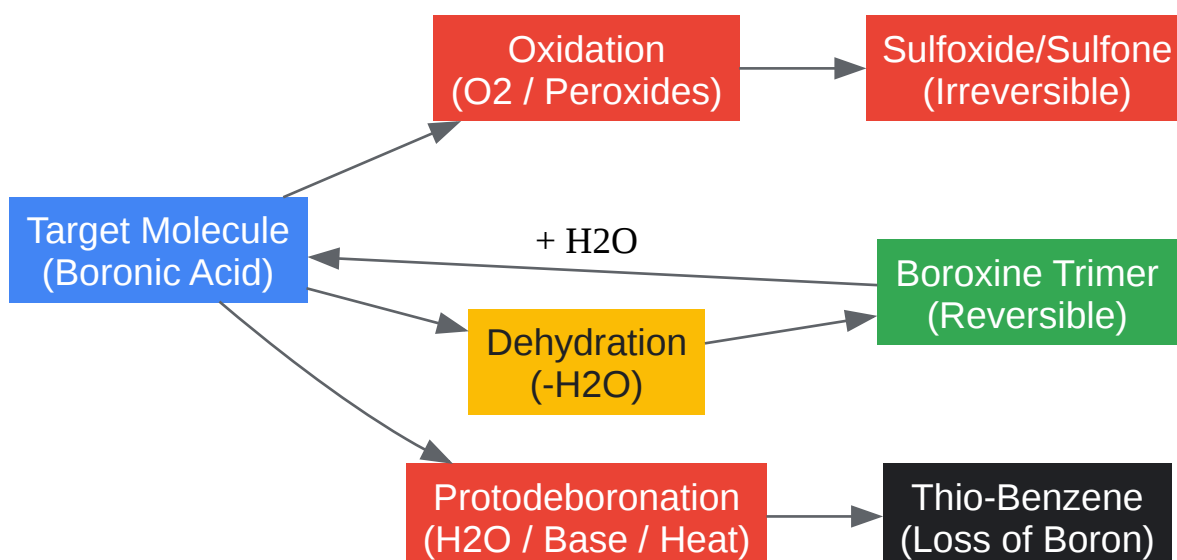 Oxidation
(O2 / Peroxides)
Sulfoxide/Sulfone
(Irreversible)
Target Molecule
(Boronic Acid)
+ H2O
Boroxine Trimer
(Reversible)
Dehydration
(-H2O)
Protodeboronation
(H2O / Base / Heat)
Thio-Benzene
(Loss of Boron)